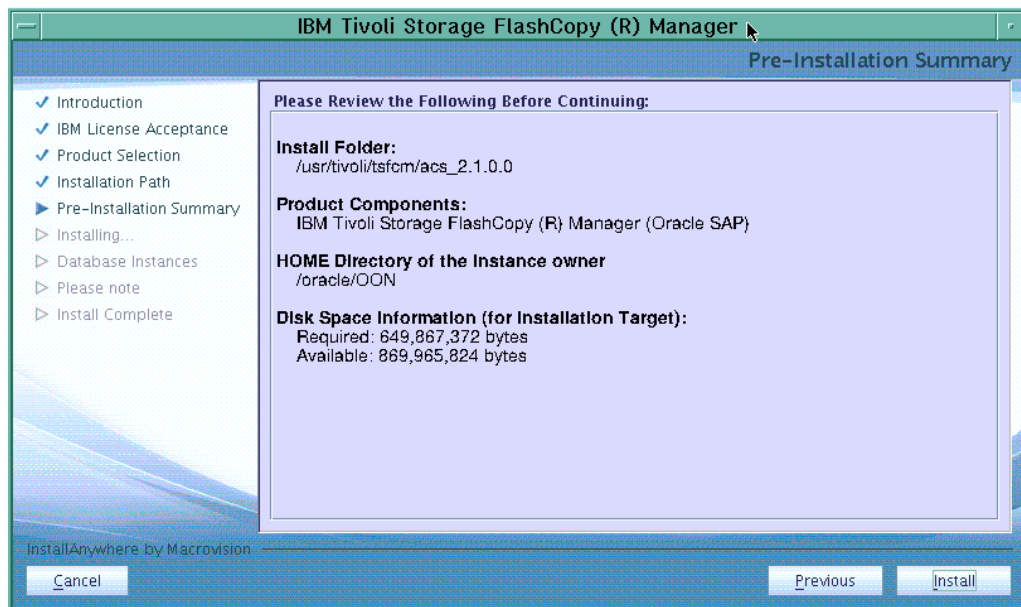 IBM Tivoli Storage FlashCopy (R) Manager
Pre-Installation Summary
Introduction
IBM License Acceptance
Product Selection
Installation Path
Pre-Installation Summary
Installing...
Database Instances
Please note
Install Complete
Please Review the Following Before Continuing:
Install Folder:
/usr/tivoli/tsfcm/acs_2.1.0.0
Product Components:
IBM Tivoli Storage FlashCopy (R) Manager (Oracle SAP)
HOME Directory of the instance owner
/oracle/OON
Disk Space Information (for Installation Target):
Required: 649,867,372 bytes
Available: 869,965,824 bytes
InstallAnywhere by Macrovision
Cancel
Previous
Install